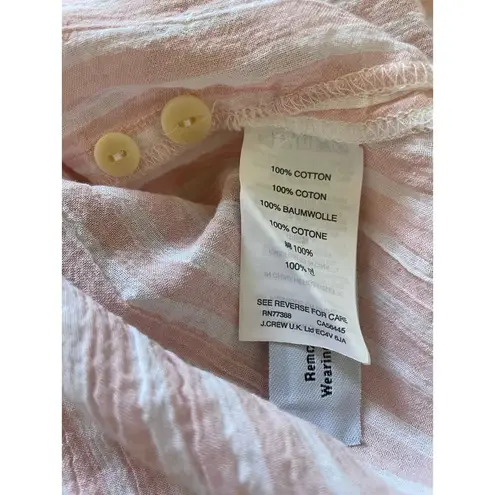 100% COTTON
100% COTON
100% BAUMWOLLE
100% COTONE
100%
100%
SEE REVERSE FOR CARE
RN77388 CA56445
J.CREW U.K. Ltd EC4V 6JA
Remo
Wearin